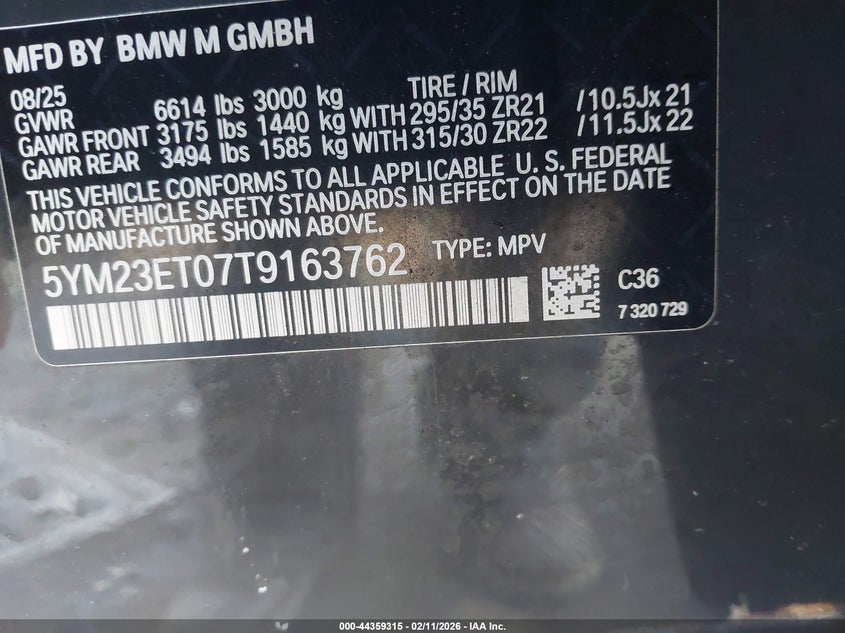 MFD BY BMW M GMBH
08/25 TIRE / RIM
GVWR 6614 lbs 3000 kg
GAWR FRONT 3175 lbs 1440 kg WITH 295/35 ZR21 /10.5Jx 21
GAWR REAR 3494 lbs 1585 kg WITH 315/30 ZR22 /11.5Jx 22
THIS VEHICLE CONFORMS TO ALL APPLICABLE U. S. FEDERAL
MOTOR VEHICLE SAFETY STANDARDS IN EFFECT ON THE DATE
OF MANUFACTURE SHOWN ABOVE.
5YM23ET07T9163762 TYPE: MPV
C36
7 320 729
000-44359315 - 02/11/2026 - IAA Inc.